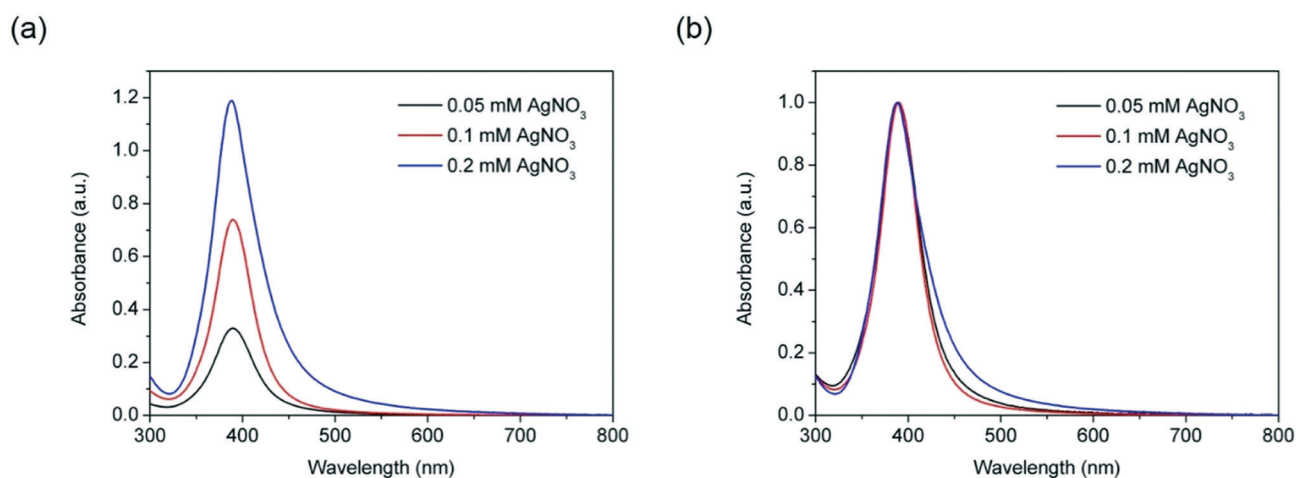 (a)
(b)
1.2
1.0
0.8
0.6
0.4
0.2
0.0
Absorbance (a.u.)
0.05 mM AgNO₃
0.1 mM AgNO₃
0.2 mM AgNO₃
300 400 500 600 700 800
Wavelength (nm)
1.0
0.8
0.6
0.4
0.2
0.0
Absorbance (a.u.)
0.05 mM AgNO₃
0.1 mM AgNO₃
0.2 mM AgNO₃
300 400 500 600 700 800
Wavelength (nm)